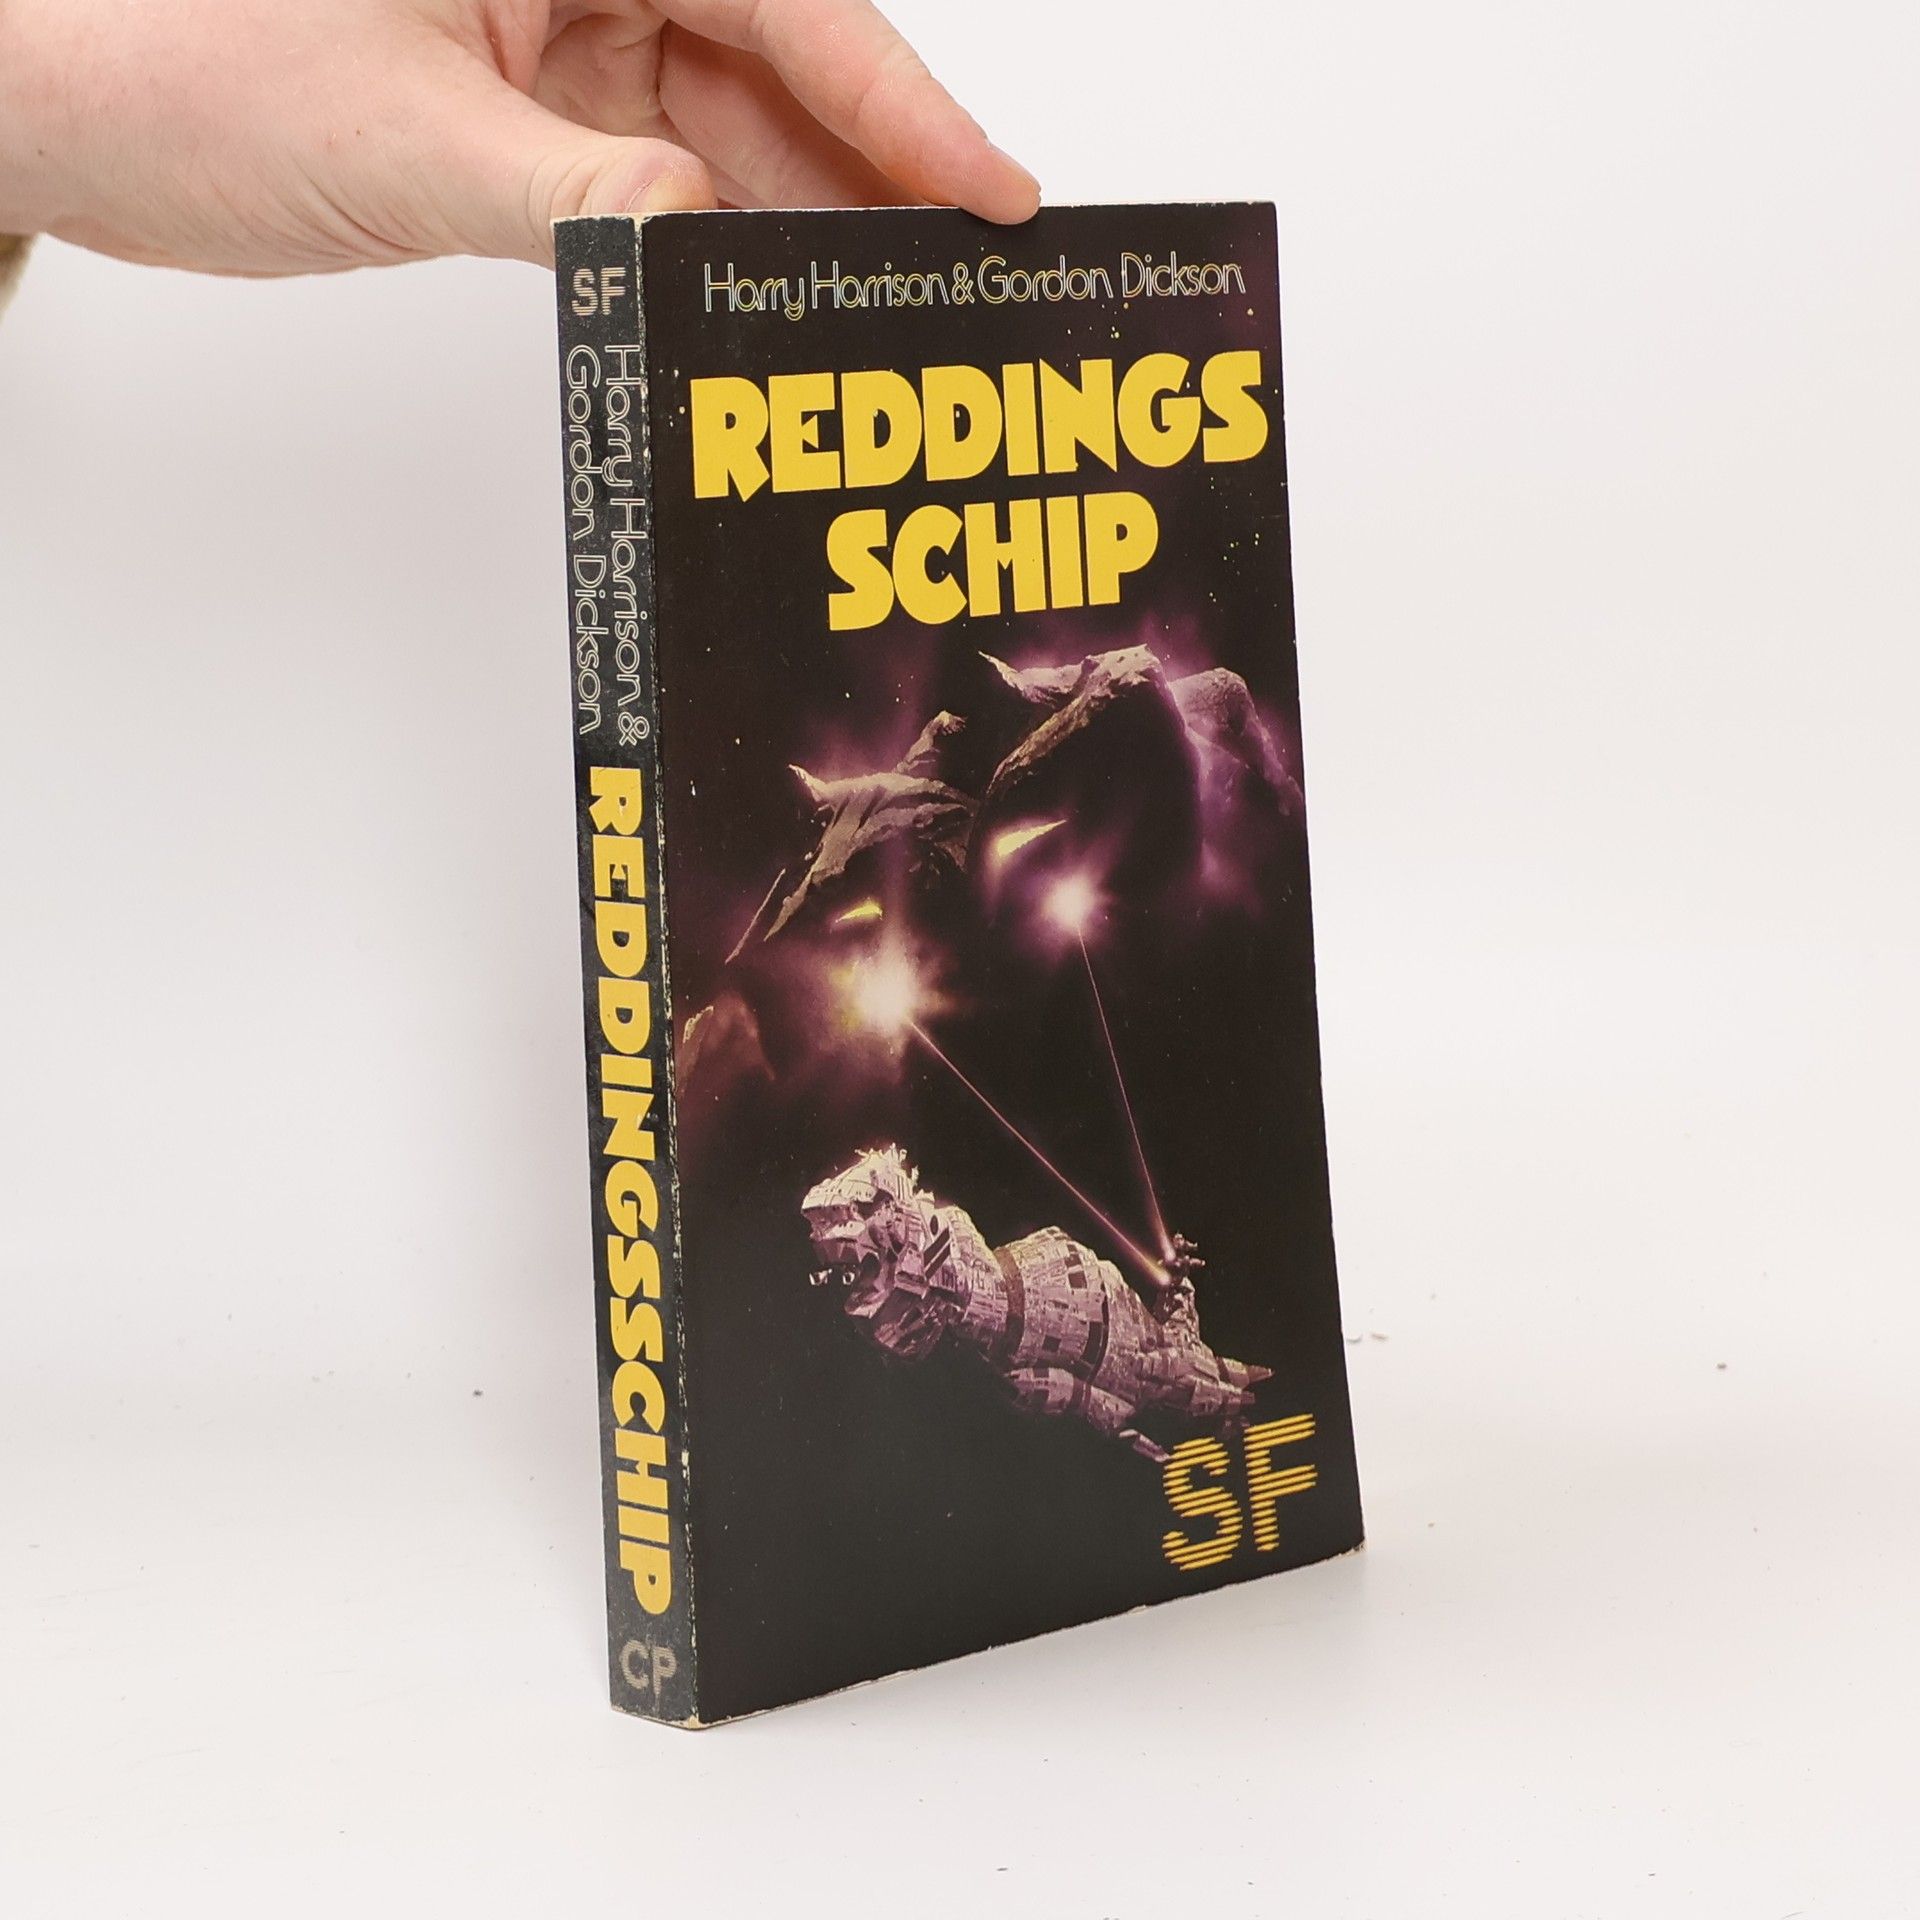 Harry Harrison & Gordon Dickson
REDDINGS
SCHIP
SF
SF
Harry Harrison &
Gordon Dickson
REDDINGSSCHIP
CP